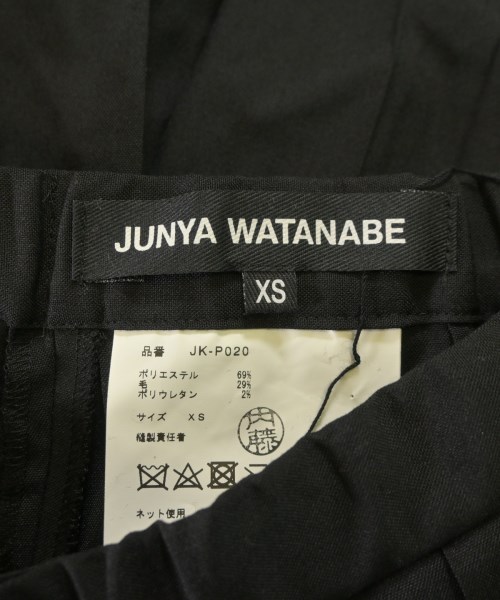 JUNYA WATANABE
XS
品番 JK-P020
ポリエステル 69%
毛 29%
ポリウレタン 2%
サイズ XS
縫製責任者
内藤
ネット使用